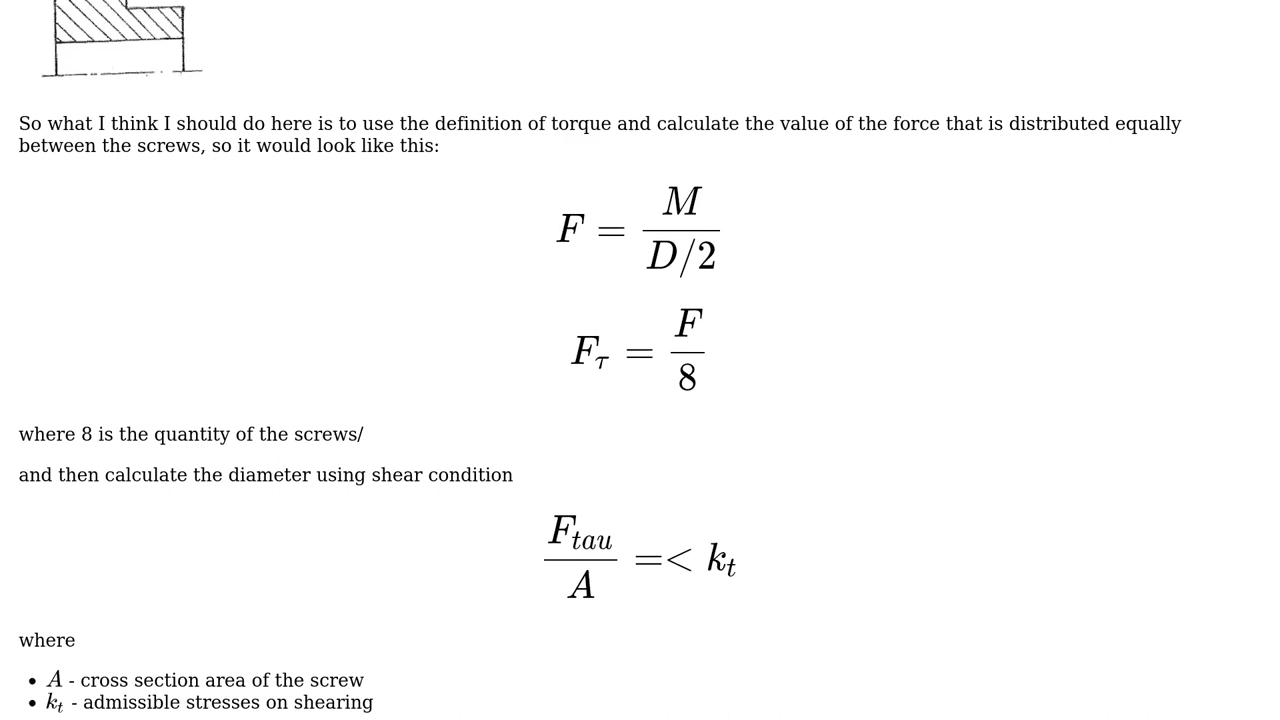 So what I think I should do here is to use the definition of torque and calculate the value of the force that is distributed equally
between the screws, so it would look like this:
F = M / (D/2)
F_τ = F / 8
where 8 is the quantity of the screws/
and then calculate the diameter using shear condition
F_tau / A =< k_t
where
• A - cross section area of the screw
• k_t - admissible stresses on shearing